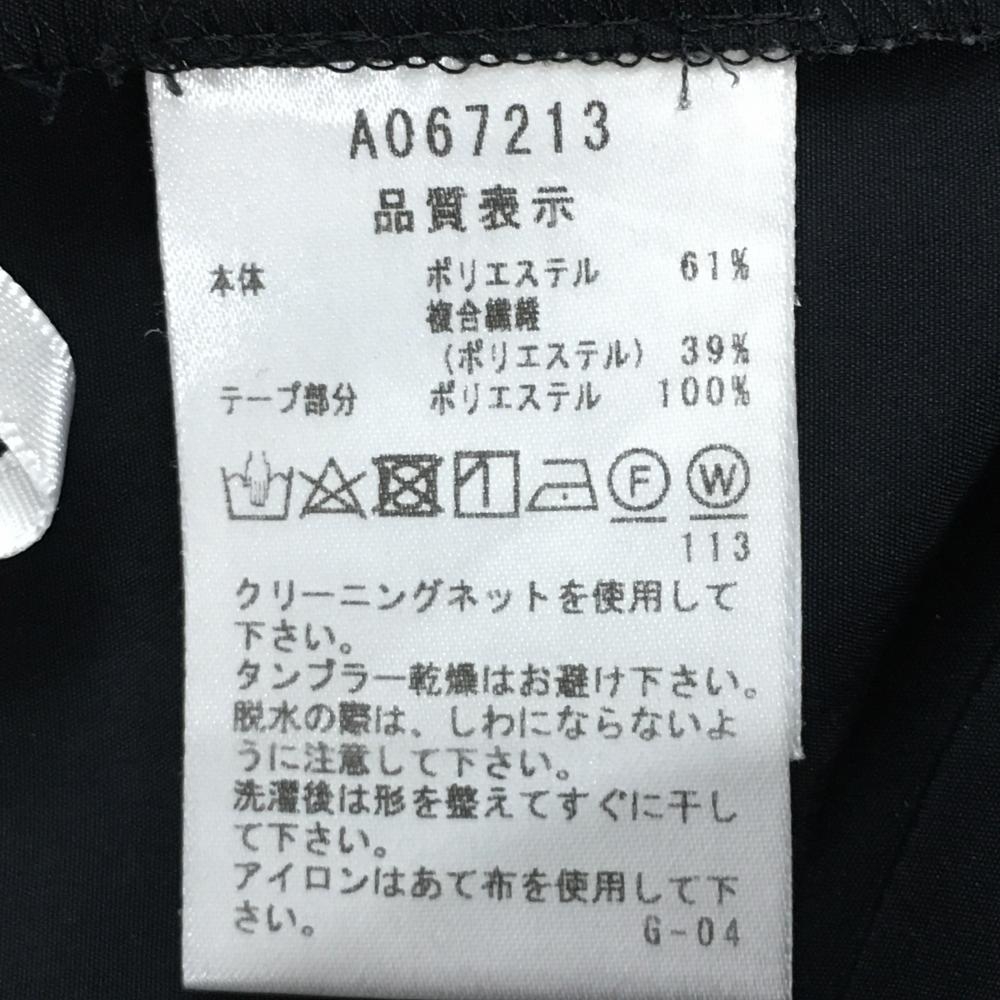 A067213
品質表示
本体 ポリエステル 61%
複合繊維
(ポリエステル) 39%
テープ部分 ポリエステル 100%
F W
113
クリーニングネットを使用して
下さい。
タンブラー乾燥はお避け下さい。
脱水の際は、しわにならないよ
うに注意して下さい。
洗濯後は形を整えてすぐに干し
て下さい。
アイロンはあて布を使用して下
さい。
G-04